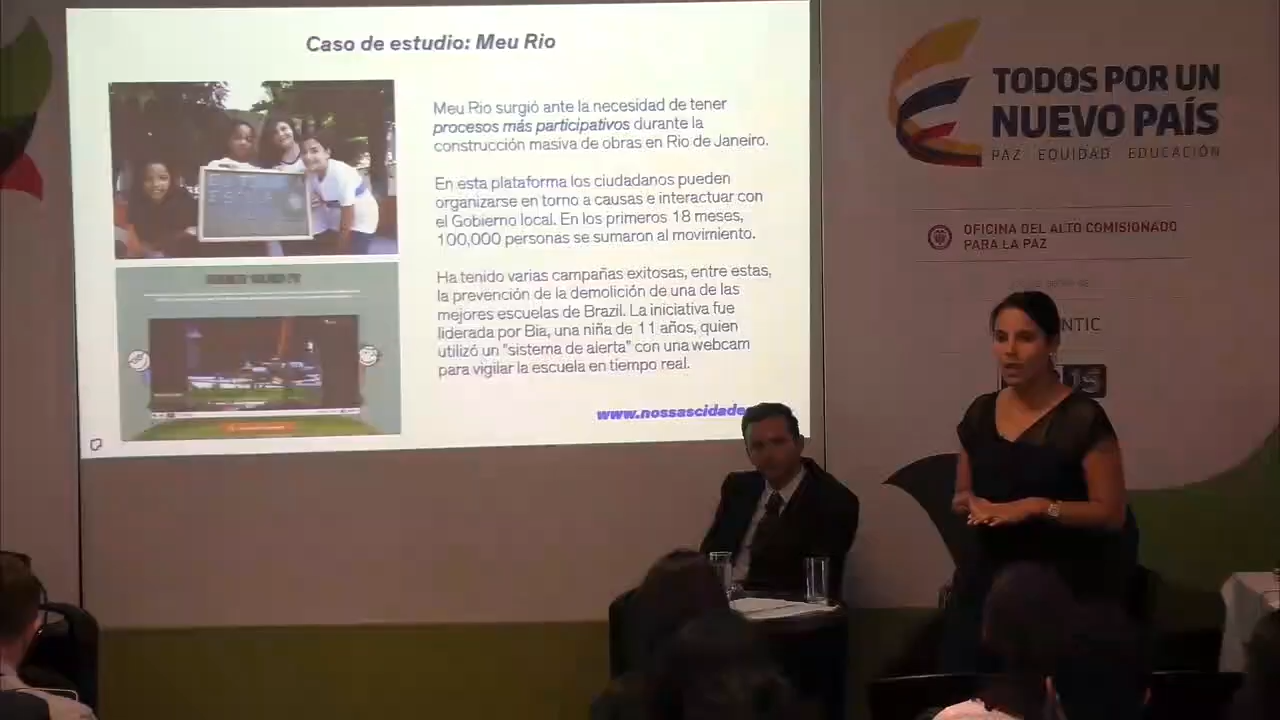 Caso de estudio: Meu Rio
Meu Rio surgió ante la necesidad de tener
procesos más participativos durante la
construcción masiva de obras en Rio de Janeiro.
En esta plataforma los ciudadanos pueden
organizarse en torno a causas e interactuar con
el Gobierno local. En los primeros 18 meses,
100,000 personas se sumaron al movimiento.
Ha tenido varias campañas exitosas, entre estas,
la prevención de la demolición de una de las
mejores escuelas de Brazil. La iniciativa fue
liderada por Bia, una niña de 11 años, quien
utilizó un "sistema de alerta" con una webcam
para vigilar la escuela en tiempo real.
www.nossascidade
TODOS POR UN
NUEVO PAÍS
PAZ EQUIDAD EDUCACIÓN
OFICINA DEL ALTO COMISIONADO
PARA LA PAZ
NTIC